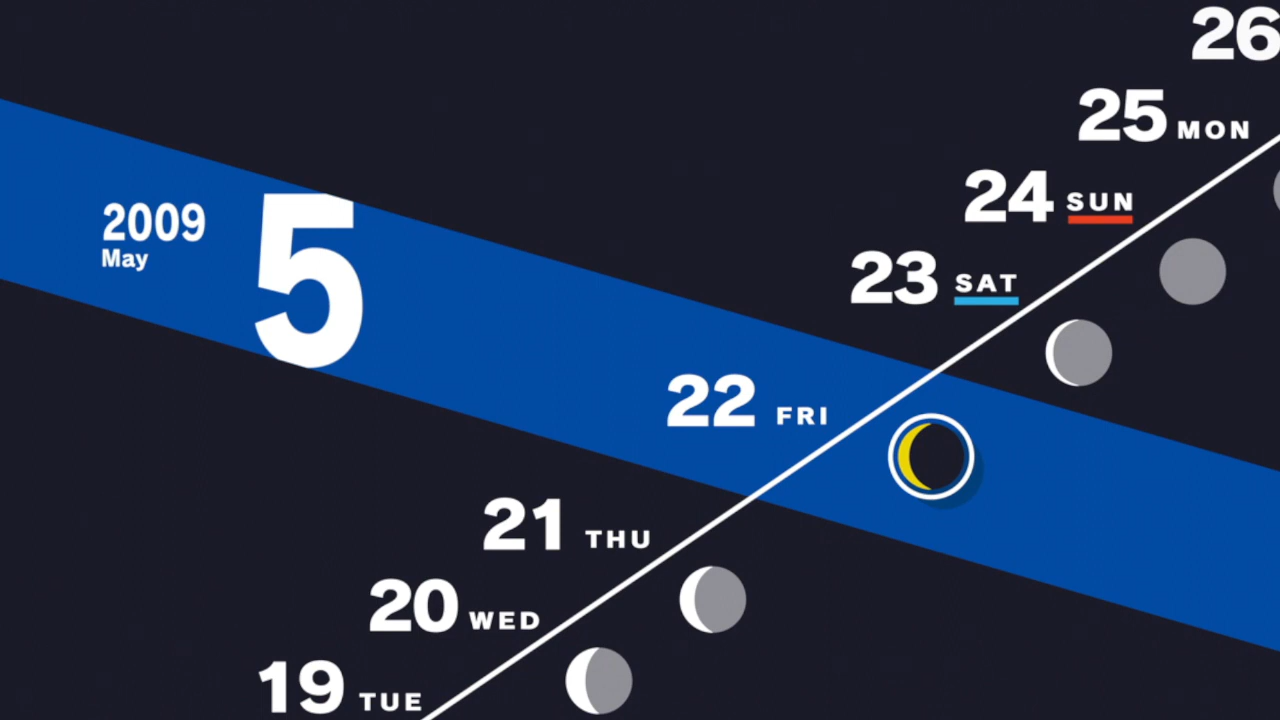 26
25 MON
24 SUN
23 SAT
2009
May
5
22 FRI
21 THU
20 WED
19 TUE